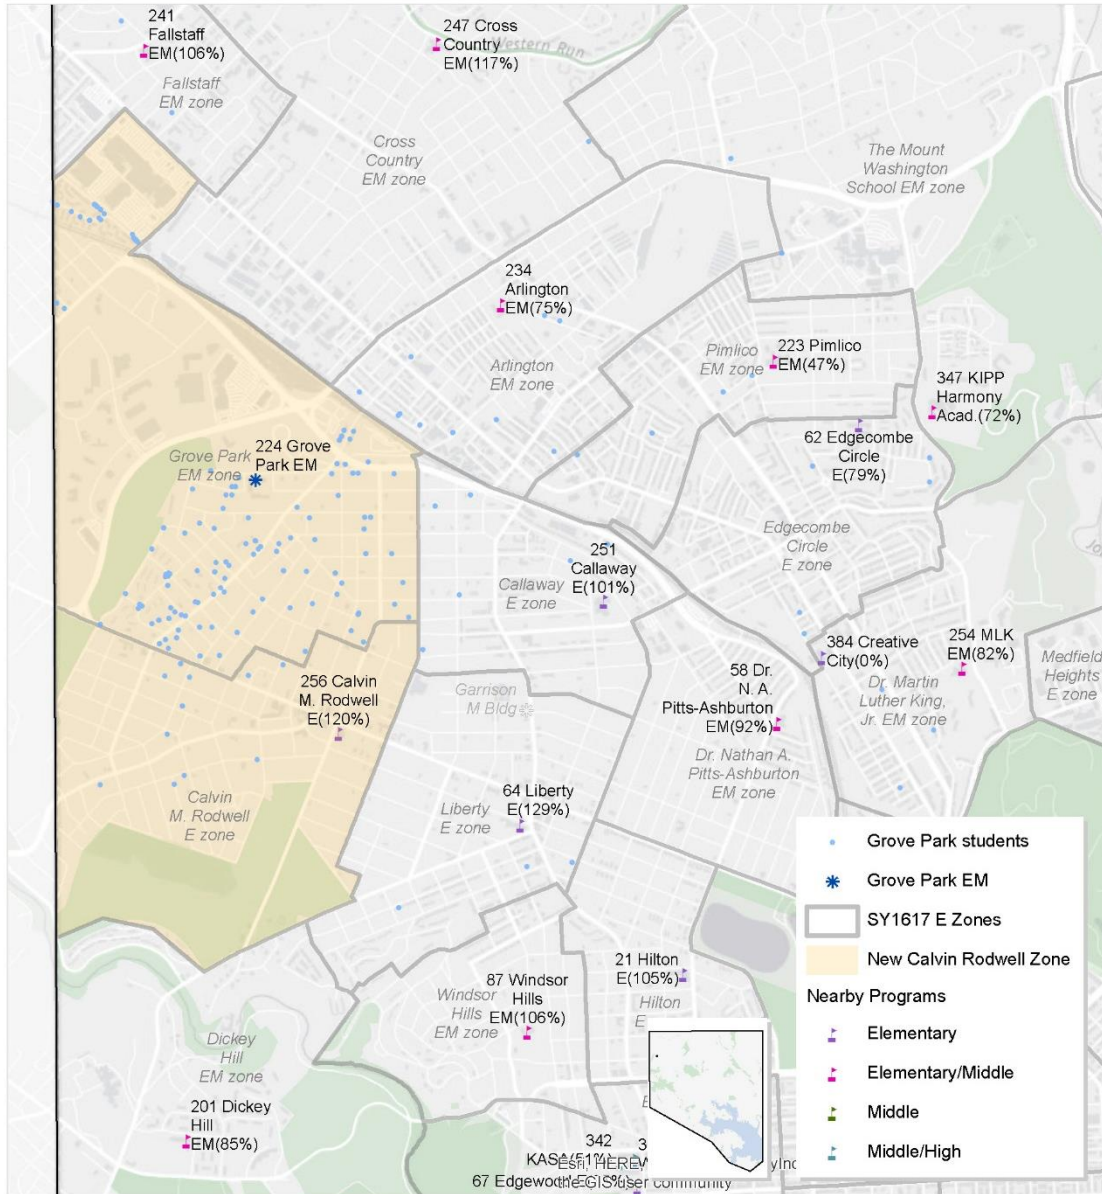 241
Fallstaff
EM(106%)
Fallstaff
EM zone
247 Cross
Country
EM(117%)
Western Run
Cross
Country
EM zone
The Mount
Washington
School EM zone
234
Arlington
EM(75%)
Arlington
EM zone
Pimlico
EM zone
223 Pimlico
EM(47%)
347 KIPP
Harmony
Acad.(72%)
62 Edgecombe
Circle
E(79%)
Grove Park
EM zone
224 Grove
Park EM
Edgecombe
Circle
E zone
251
Callaway
E(101%)
Callaway
E zone
384 Creative
City(0%)
254 MLK
EM(82%)
Medfield
Heights
E zone
Dr. Martin
Luther King,
Jr. EM zone
256 Calvin
M. Rodwell
E(120%)
Garrison
M Bldg
58 Dr.
N. A.
Pitts-Ashburton
EM(92%)
Dr. Nathan A.
Pitts-Ashburton
EM zone
Calvin
M. Rodwell
E zone
64 Liberty
E(129%)
Liberty
E zone
21 Hilton
E(105%)
Hilton
E
87 Windsor
Hills
EM(106%)
Windsor
Hills
EM zone
Dickey
Hill
EM zone
201 Dickey
Hill
EM(85%)
342
KASA(51%)
67 Edgewood
Esri, HERE
the GIS user community
Grove Park students
Grove Park EM
SY1617 E Zones
New Calvin Rodwell Zone
Nearby Programs
Elementary
Elementary/Middle
Middle
Middle/High